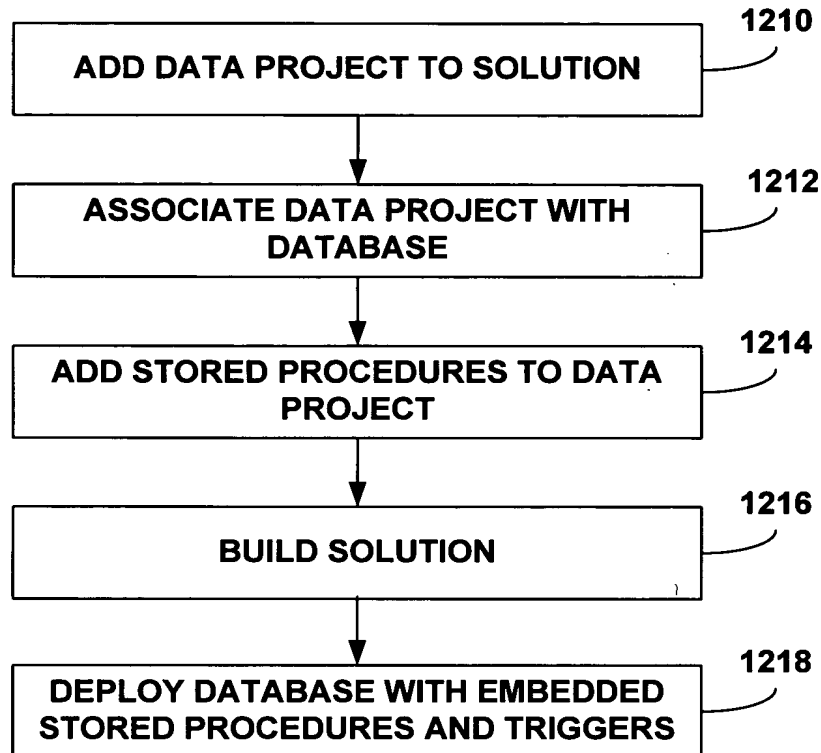 1210
ADD DATA PROJECT TO SOLUTION
1212
ASSOCIATE DATA PROJECT WITH
DATABASE
1214
ADD STORED PROCEDURES TO DATA
PROJECT
1216
BUILD SOLUTION
1218
DEPLOY DATABASE WITH EMBEDDED
STORED PROCEDURES AND TRIGGERS